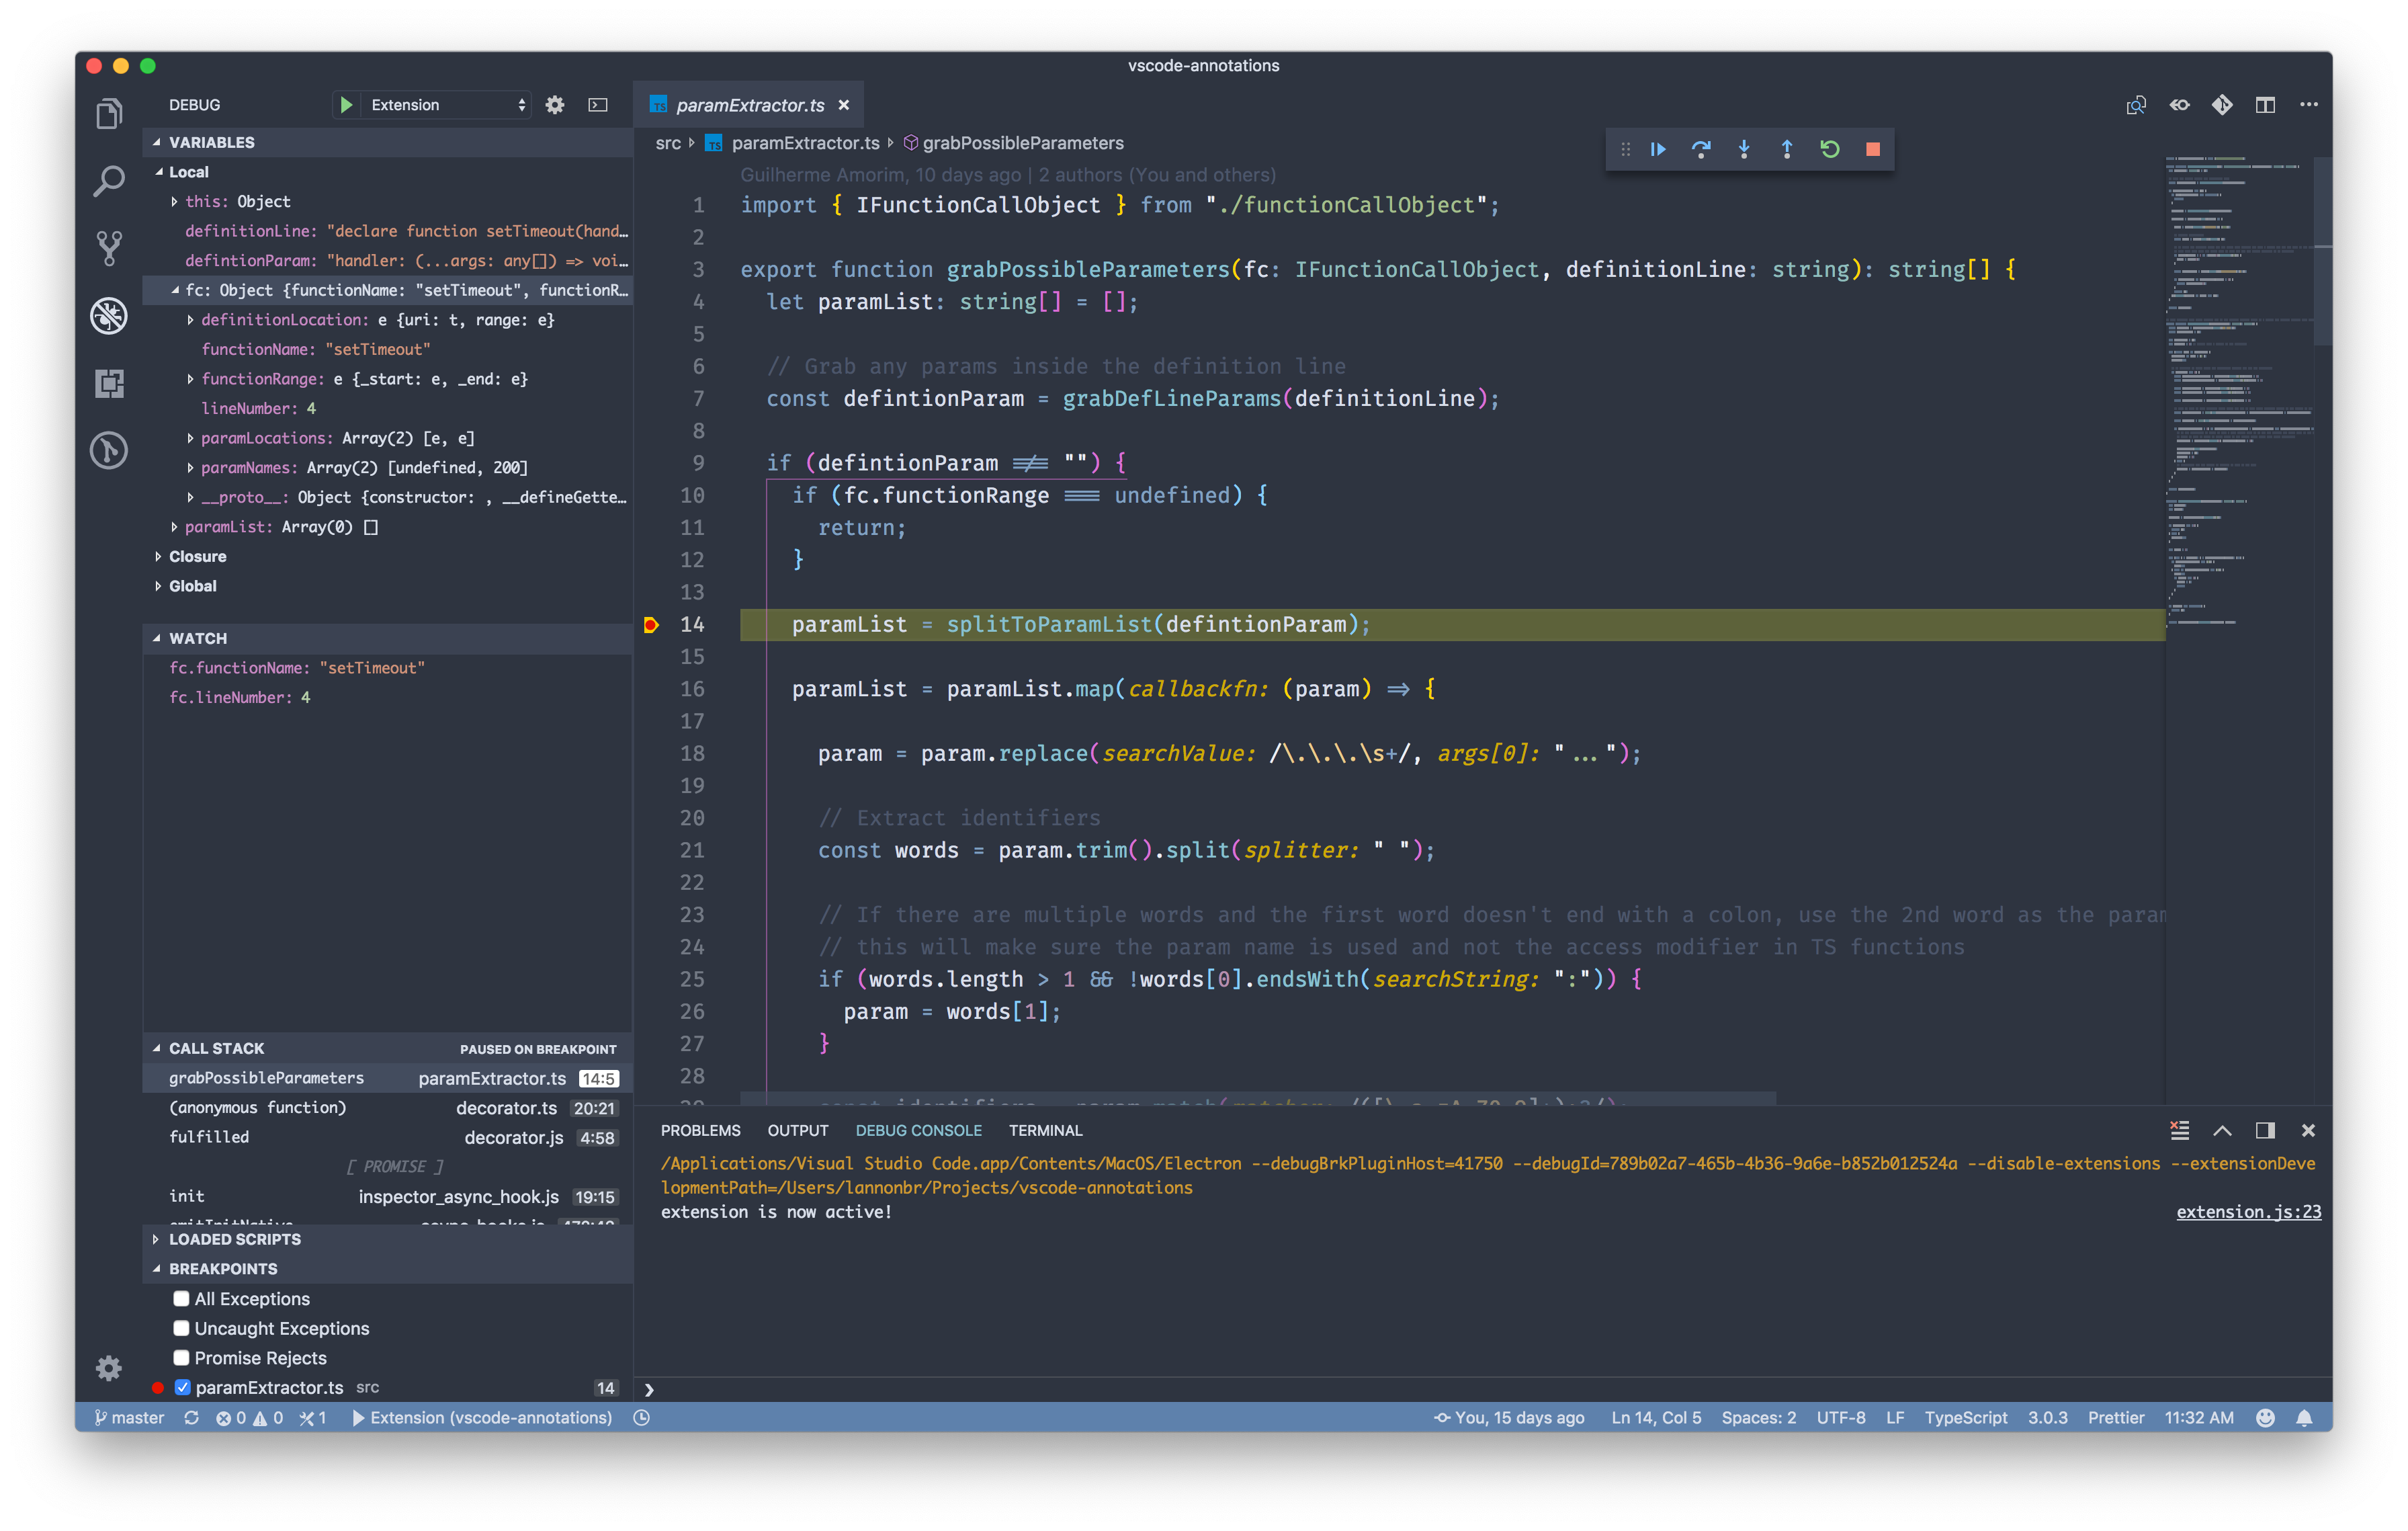 vscode-annotations
DEBUG
Extension
VARIABLES
Local
this: Object
definitionLine: "declare function setTimeout(hand…
defintionParam: "handler: (...args: any[]) => voi…
fc: Object {functionName: "setTimeout", functionR…
definitionLocation: e {uri: t, range: e}
functionName: "setTimeout"
functionRange: e {_start: e, _end: e}
lineNumber: 4
paramLocations: Array(2) [e, e]
paramNames: Array(2) [undefined, 200]
__proto__: Object {constructor: , __defineGette…
paramList: Array(0) []
Closure
Global
WATCH
fc.functionName: "setTimeout"
fc.lineNumber: 4
CALL STACK PAUSED ON BREAKPOINT
grabPossibleParameters paramExtractor.ts 14:5
(anonymous function) decorator.ts 20:21
fulfilled decorator.js 4:58
[ PROMISE ]
init inspector_async_hook.js 19:15
LOADED SCRIPTS
BREAKPOINTS
All Exceptions
Uncaught Exceptions
Promise Rejects
paramExtractor.ts src 14
TS paramExtractor.ts ×
src TS paramExtractor.ts grabPossibleParameters
Guilherme Amorim, 10 days ago | 2 authors (You and others)
1 import { IFunctionCallObject } from "./functionCallObject";
2
3 export function grabPossibleParameters(fc: IFunctionCallObject, definitionLine: string): string[] {
4 let paramList: string[] = [];
5
6 // Grab any params inside the definition line
7 const defintionParam = grabDefLineParams(definitionLine);
8
9 if (defintionParam !== "") {
10 if (fc.functionRange === undefined) {
11 return;
12 }
13
14 paramList = splitToParamList(defintionParam);
15
16 paramList = paramList.map(callbackfn: (param) => {
17
18 param = param.replace(searchValue: /\.\.\.\s+/, args[0]: "...");
19
20 // Extract identifiers
21 const words = param.trim().split(splitter: " ");
22
23 // If there are multiple words and the first word doesn't end with a colon, use the 2nd word as the param
24 // this will make sure the param name is used and not the access modifier in TS functions
25 if (words.length > 1 && !words[0].endsWith(searchString: ":")) {
26 param = words[1];
27 }
28
PROBLEMS OUTPUT DEBUG CONSOLE TERMINAL
/Applications/Visual Studio Code.app/Contents/MacOS/Electron --debugBrkPluginHost=41750 --debugId=789b02a7-465b-4b36-9a6e-b852b012524a --disable-extensions --extensionDeve
lopmentPath=/Users/lannonbr/Projects/vscode-annotations
extension is now active! extension.js:23
master 0 0 1 Extension (vscode-annotations) You, 15 days ago Ln 14, Col 5 Spaces: 2 UTF-8 LF TypeScript 3.0.3 Prettier 11:32 AM